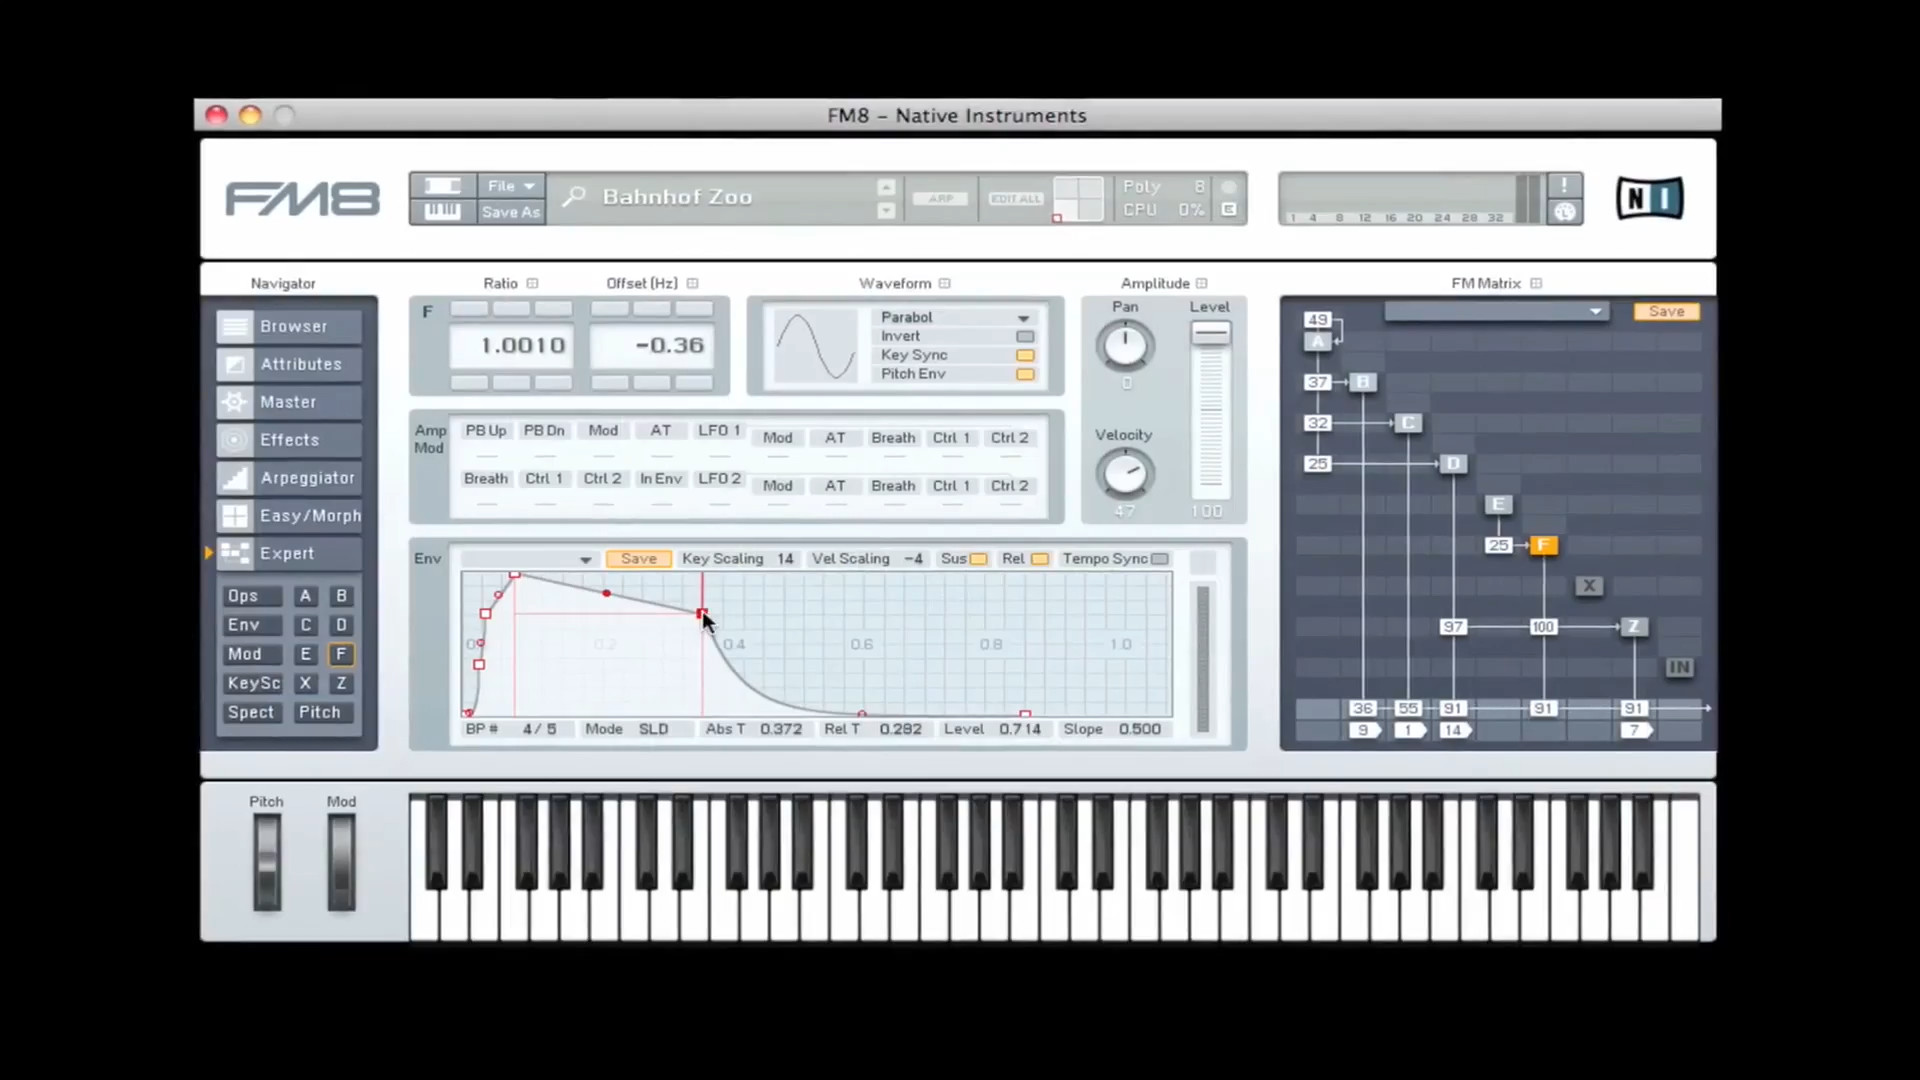 FM8 – Native Instruments
FM8
File
Save As
Bahnhof Zoo
ARP
EDIT ALL
Poly 8
CPU 0%
1 4 8 12 16 20 24 28 32
!
N I
Navigator
Browser
Attributes
Master
Effects
Arpeggiator
Easy/Morph
Expert
Ops A B
Env C D
Mod E F
KeySc X Z
Spect Pitch
Ratio
Offset (Hz)
F
1.0010
-0.36
Waveform
Parabol
Invert
Key Sync
Pitch Env
Amplitude
Pan
0
Level
Velocity
47
100
Amp
Mod
PB Up PB Dn Mod AT LFO 1 Mod AT Breath Ctrl 1 Ctrl 2
Breath Ctrl 1 Ctrl 2 In Env LFO 2 Mod AT Breath Ctrl 1 Ctrl 2
Env
Save
Key Scaling 14
Vel Scaling -4
Sus
Rel
Tempo Sync
0.2 0.4 0.6 0.8 1.0
BP # 4 / 5 Mode SLD Abs T 0.372 Rel T 0.282 Level 0.714 Slope 0.500
FM Matrix
Save
49
A
37 B
32 C
25 D
E
25 F
X
97 100 Z
IN
36 55 91 91 91
9 1 14 7
Pitch
Mod